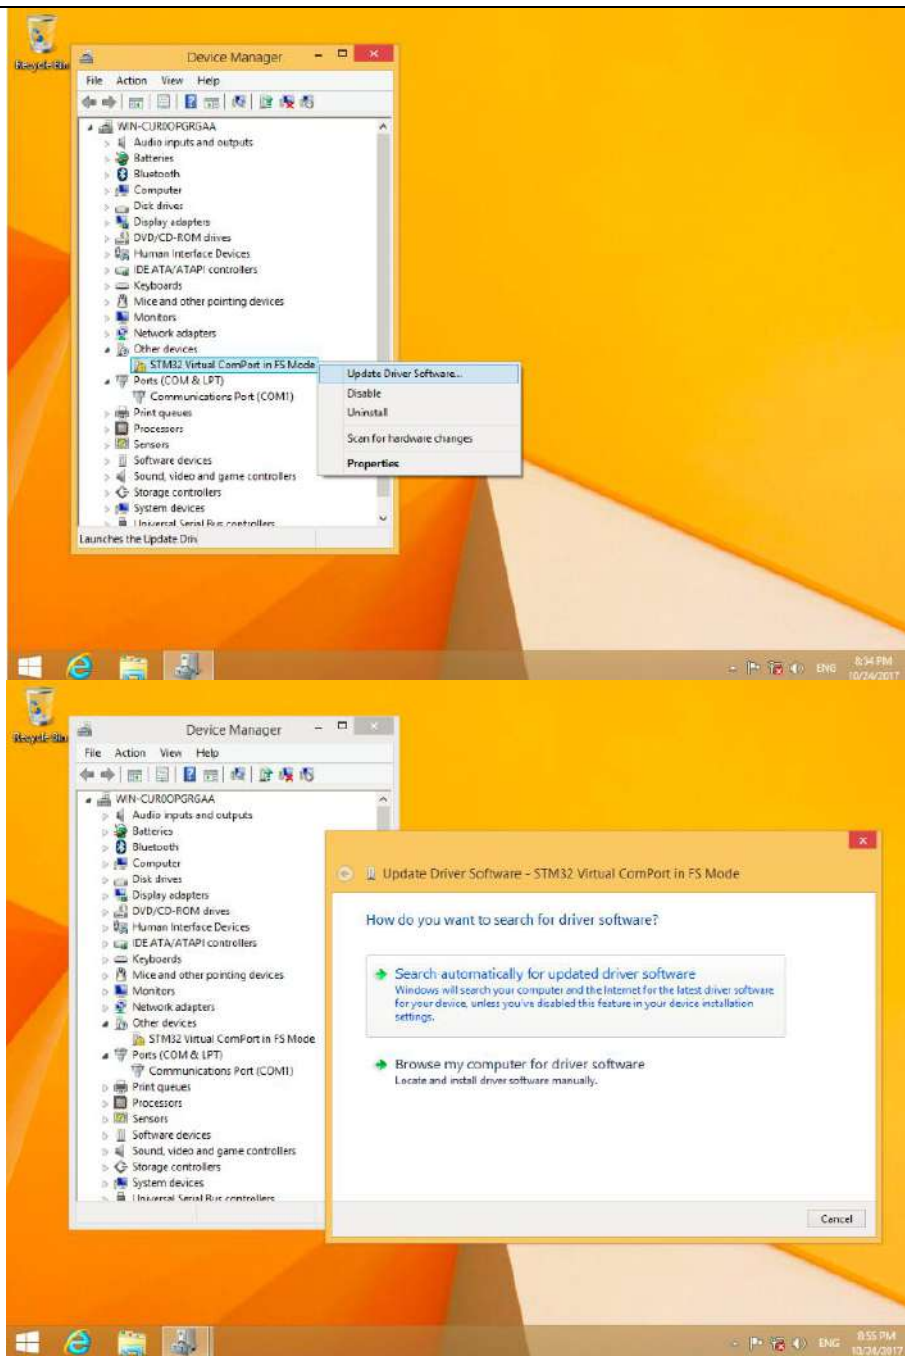 Recycle Bin
Device Manager
File Action View Help
WIN-CUR0OPGRGAA
Audio inputs and outputs
Batteries
Bluetooth
Computer
Disk drives
Display adapters
DVD/CD-ROM drives
Human Interface Devices
IDE ATA/ATAPI controllers
Keyboards
Mice and other pointing devices
Monitors
Network adapters
Other devices
STM32 Virtual ComPort in FS Mode
Ports (COM & LPT)
Communications Port (COM1)
Print queues
Processors
Sensors
Software devices
Sound, video and game controllers
Storage controllers
System devices
Universal Serial Bus controllers
Launches the Update Driv
Update Driver Software...
Disable
Uninstall
Scan for hardware changes
Properties
ENG
8:54 PM
10/24/2017
Recycle Bin
Device Manager
File Action View Help
WIN-CUR0OPGRGAA
Audio inputs and outputs
Batteries
Bluetooth
Computer
Disk drives
Display adapters
DVD/CD-ROM drives
Human Interface Devices
IDE ATA/ATAPI controllers
Keyboards
Mice and other pointing devices
Monitors
Network adapters
Other devices
STM32 Virtual ComPort in FS Mode
Ports (COM & LPT)
Communications Port (COM1)
Print queues
Processors
Sensors
Software devices
Sound, video and game controllers
Storage controllers
System devices
Universal Serial Bus controllers
Update Driver Software - STM32 Virtual ComPort in FS Mode
How do you want to search for driver software?
Search automatically for updated driver software
Windows will search your computer and the Internet for the latest driver software
for your device, unless you've disabled this feature in your device installation
settings.
Browse my computer for driver software
Locate and install driver software manually.
Cancel
ENG
8:55 PM
10/24/2017